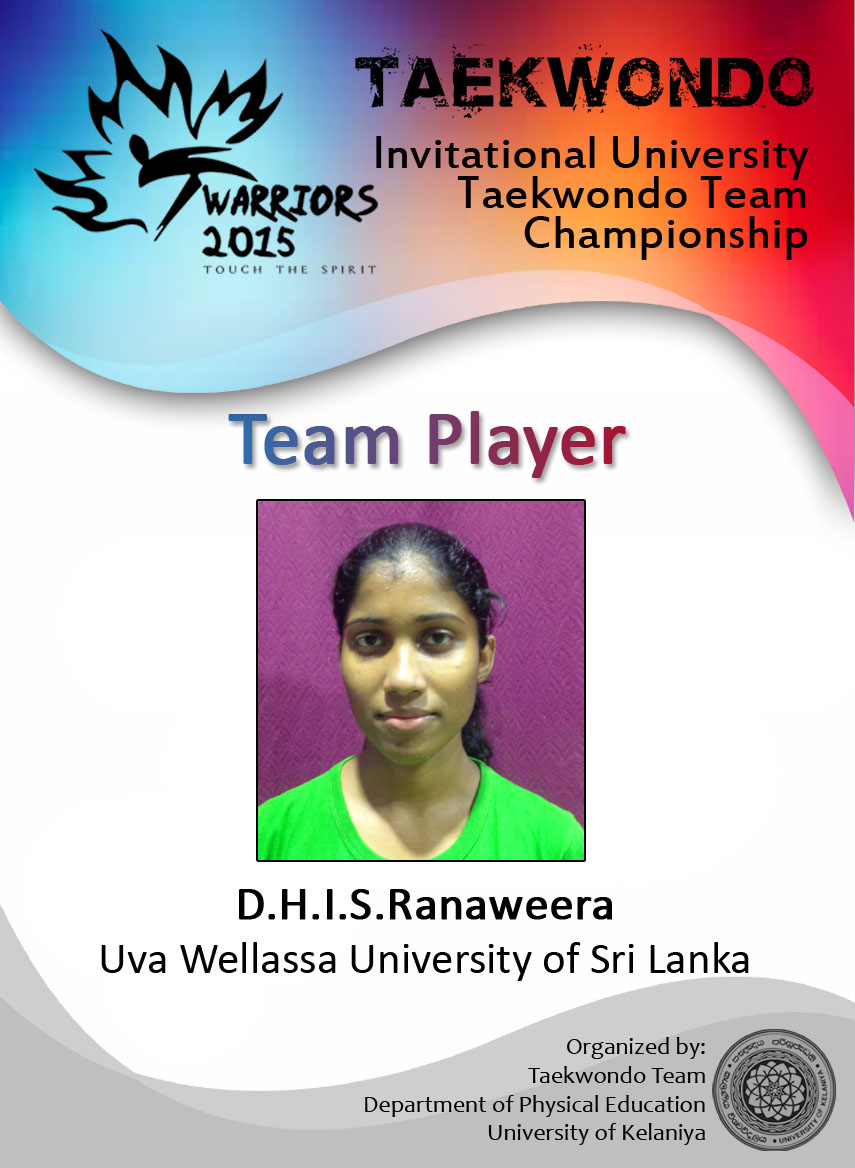 TAEKWONDO
Invitational University
Taekwondo Team
Championship
WARRIORS
2015
TOUCH THE SPIRIT
Team Player
D.H.I.S.Ranaweera
Uva Wellassa University of Sri Lanka
Organized by:
Taekwondo Team
Department of Physical Education
University of Kelaniya
UNIVERSITY OF KELANIYA